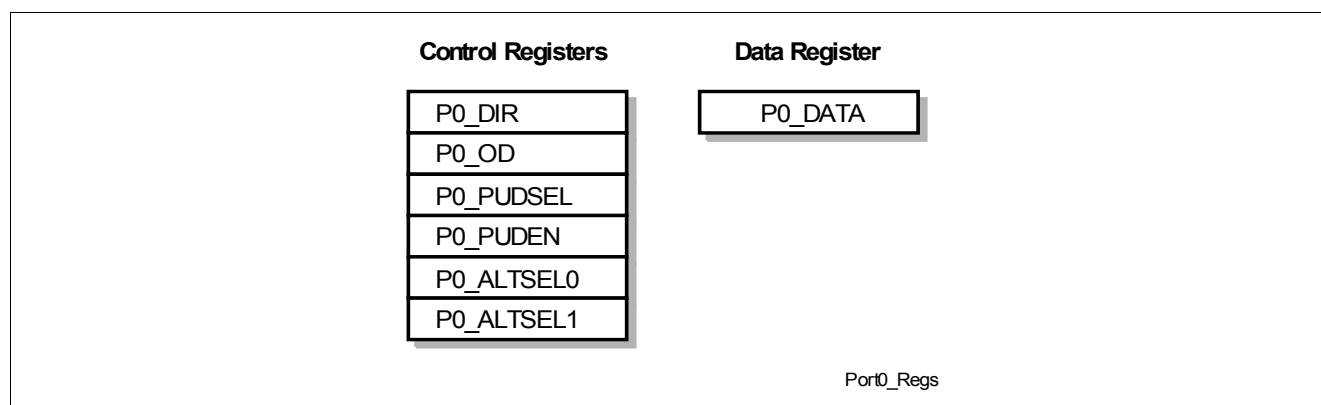 Control Registers
Data Register
P0_DIR
P0_DATA
P0_OD
P0_PUDSEL
P0_PUDEN
P0_ALTSEL0
P0_ALTSEL1
Port0_Regs